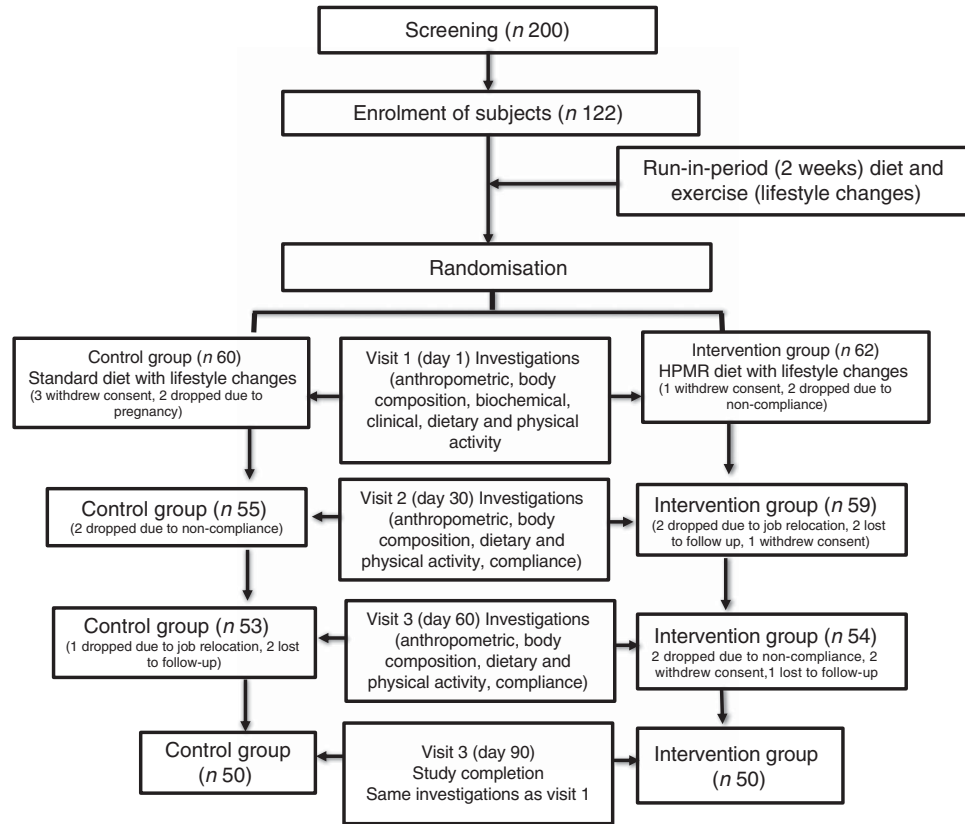 Screening (n 200)
Enrolment of subjects (n 122)
Run-in-period (2 weeks) diet and
exercise (lifestyle changes)
Randomisation
Control group (n 60)
Standard diet with lifestyle changes
(3 withdrew consent, 2 dropped due to
pregnancy)
Visit 1 (day 1) Investigations
(anthropometric, body
composition, biochemical,
clinical, dietary and physical
activity
Intervention group (n 62)
HPMR diet with lifestyle changes
(1 withdrew consent, 2 dropped due to
non-compliance)
Control group (n 55)
(2 dropped due to non-compliance)
Visit 2 (day 30) Investigations
(anthropometric, body
composition, dietary and
physical activity, compliance)
Intervention group (n 59)
(2 dropped due to job relocation, 2 lost
to follow up, 1 withdrew consent)
Control group (n 53)
(1 dropped due to job relocation, 2 lost
to follow-up)
Visit 3 (day 60) Investigations
(anthropometric, body
composition, dietary and
physical activity, compliance)
Intervention group (n 54)
2 dropped due to non-compliance, 2
withdrew consent,1 lost to follow-up
Control group
(n 50)
Visit 3 (day 90)
Study completion
Same investigations as visit 1
Intervention group
(n 50)